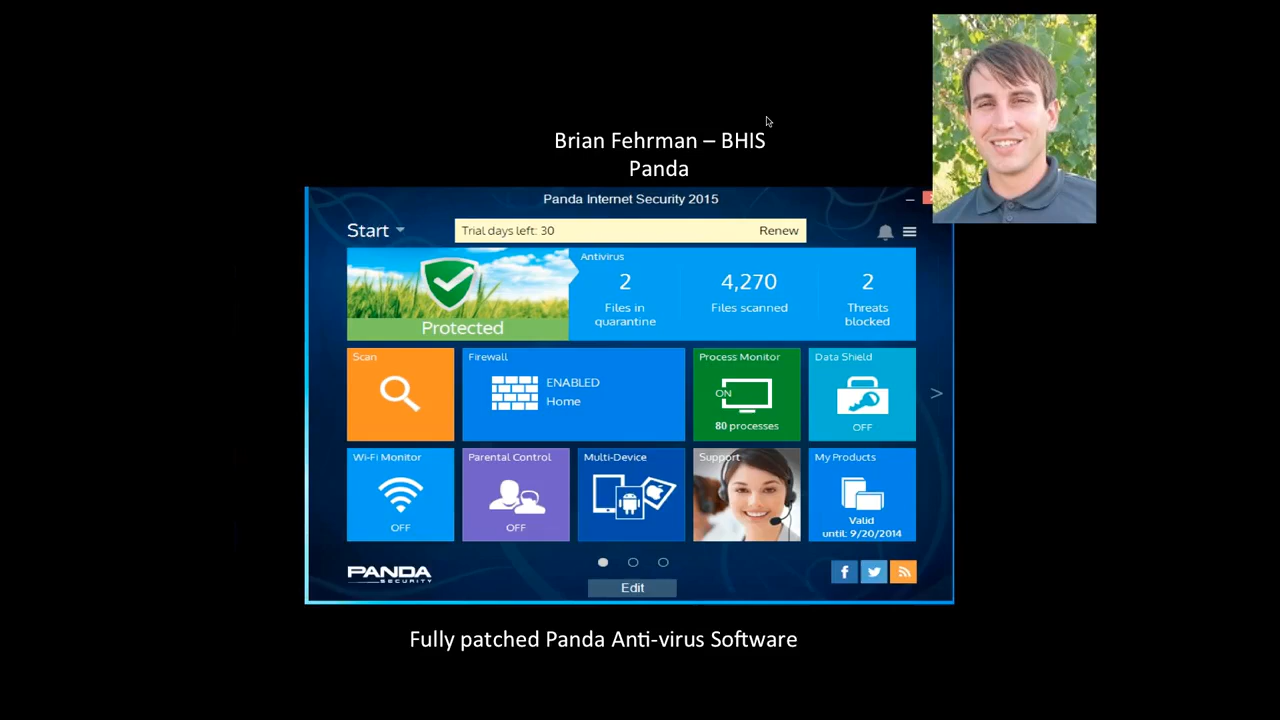 Brian Fehrman – BHIS
Panda
Panda Internet Security 2015
Start
Trial days left: 30 Renew
Protected
Antivirus
2 4,270 2
Files in quarantine Files scanned Threats blocked
Scan
Firewall
ENABLED
Home
Process Monitor
ON
80 processes
Data Shield
OFF
Wi-Fi Monitor
OFF
Parental Control
OFF
Multi-Device
Support
My Products
Valid
until: 9/20/2014
PANDA
SECURITY
Edit
Fully patched Panda Anti-virus Software